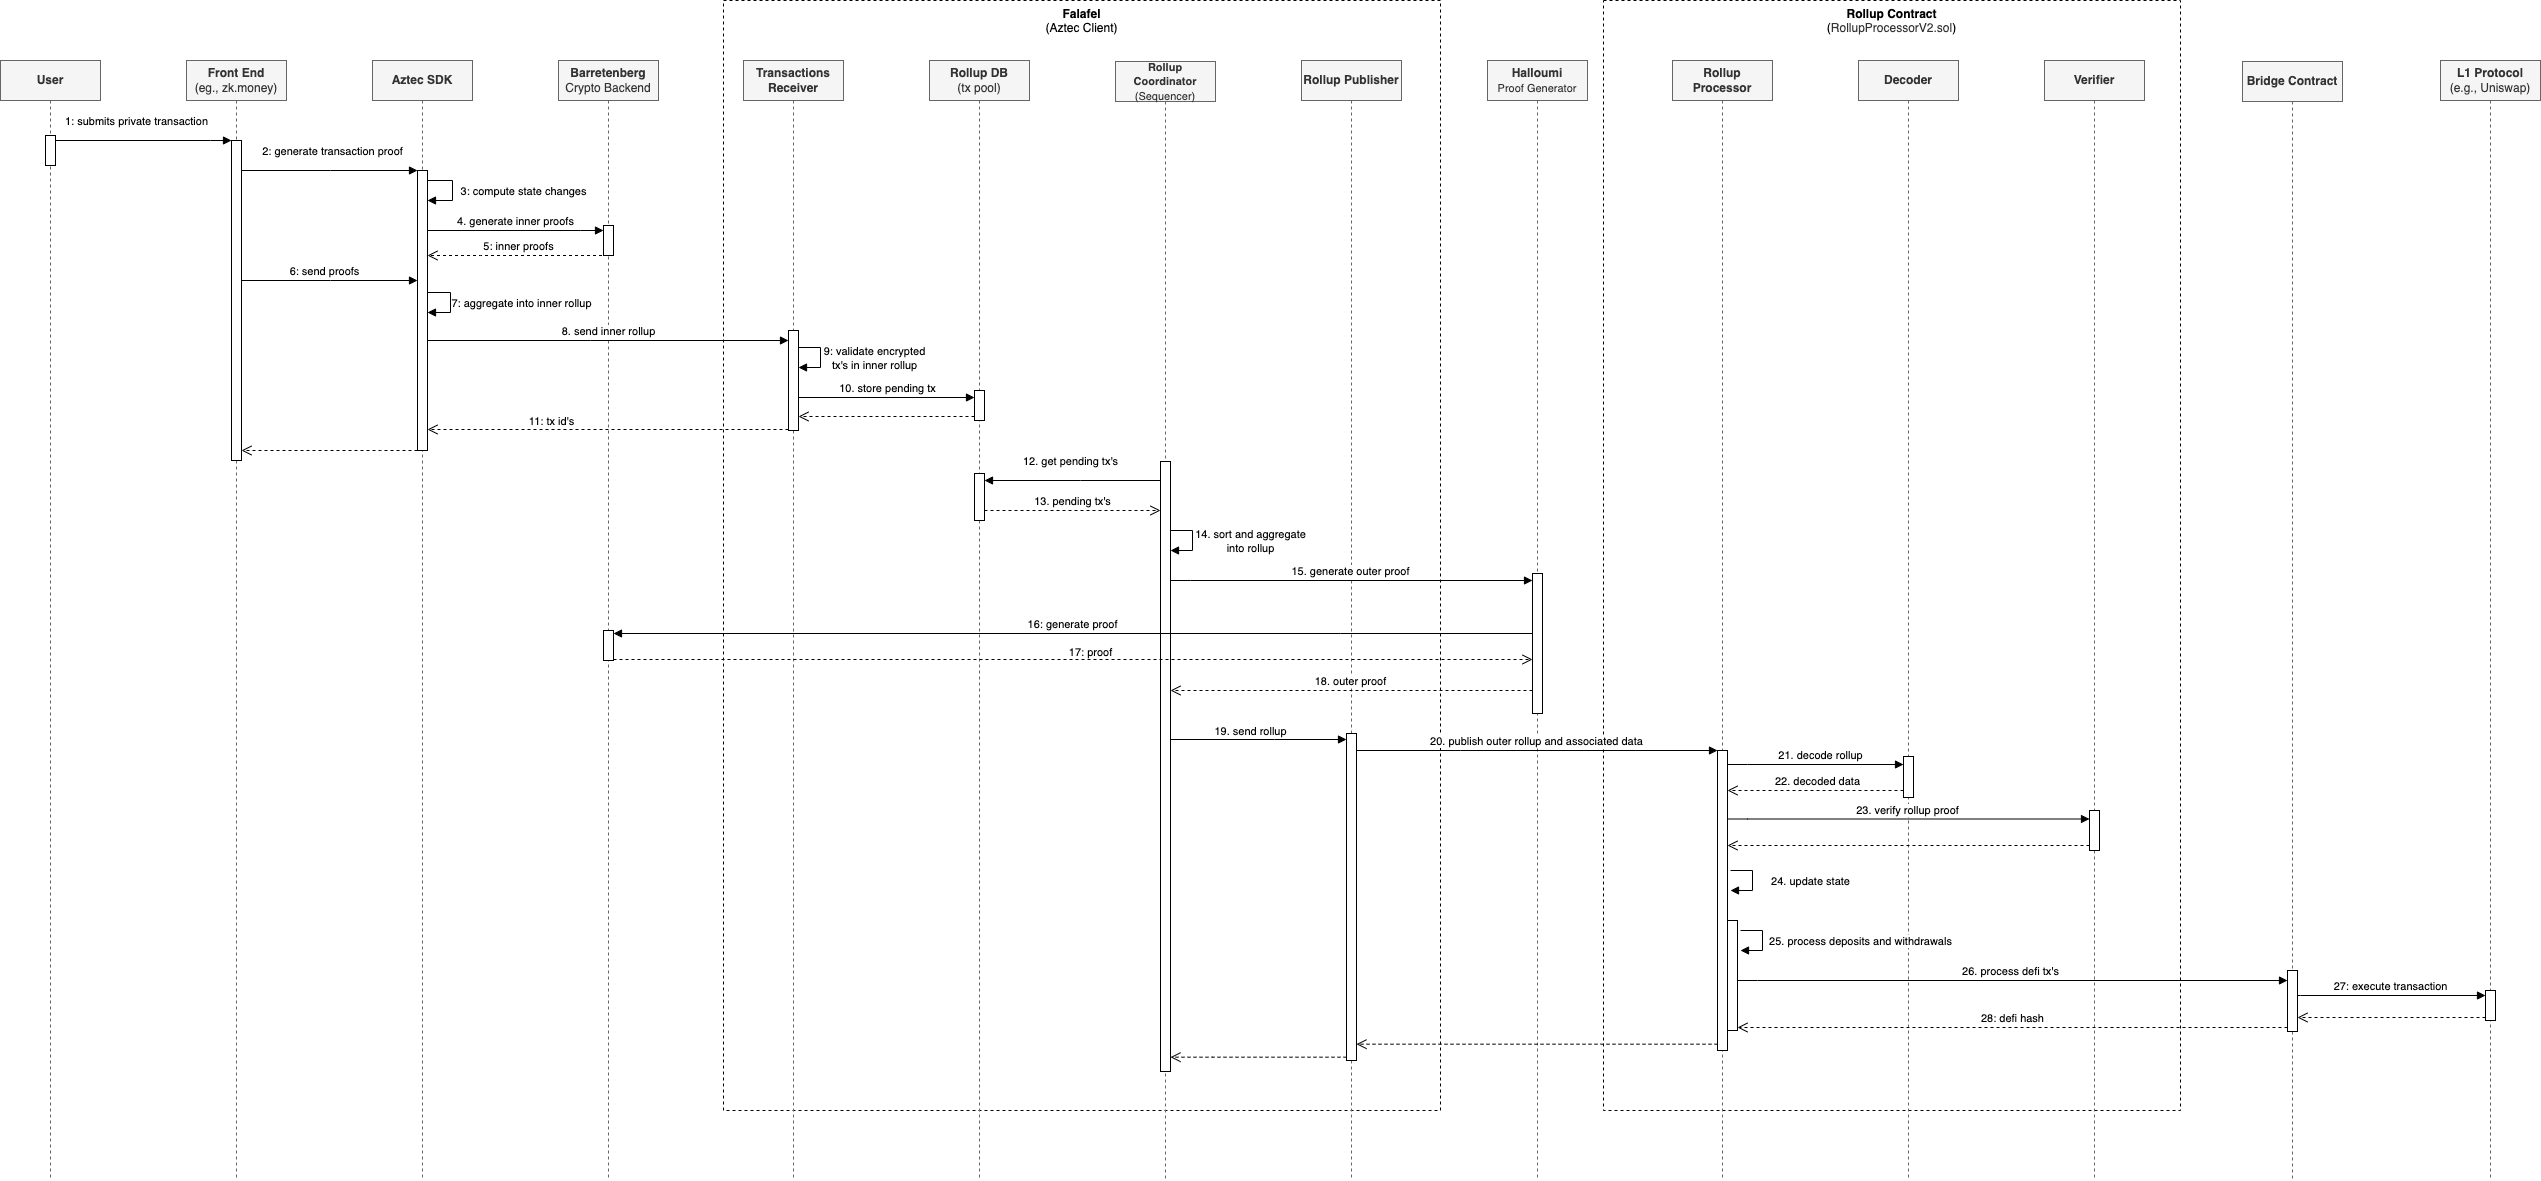 Falafel
(Aztec Client)
Rollup Contract
(RollupProcessorV2.sol)
User
Front End
(eg., zk.money)
Aztec SDK
Barretenberg
Crypto Backend
Transactions
Receiver
Rollup DB
(tx pool)
Rollup
Coordinator
(Sequencer)
Rollup Publisher
Halloumi
Proof Generator
Rollup
Processor
Decoder
Verifier
Bridge Contract
L1 Protocol
(e.g., Uniswap)
1: submits private transaction
2: generate transaction proof
3: compute state changes
4. generate inner proofs
5: inner proofs
6: send proofs
7: aggregate into inner rollup
8. send inner rollup
9: validate encrypted
tx's in inner rollup
10. store pending tx
11: tx id's
12. get pending tx's
13. pending tx's
14. sort and aggregate
into rollup
15. generate outer proof
16: generate proof
17: proof
18. outer proof
19. send rollup
20. publish outer rollup and associated data
21. decode rollup
22. decoded data
23. verify rollup proof
24. update state
25. process deposits and withdrawals
26. process defi tx's
27: execute transaction
28: defi hash